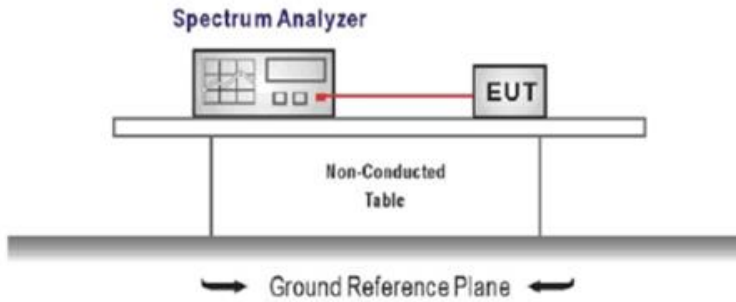 Spectrum Analyzer
EUT
Non-Conducted
Table
Ground Reference Plane